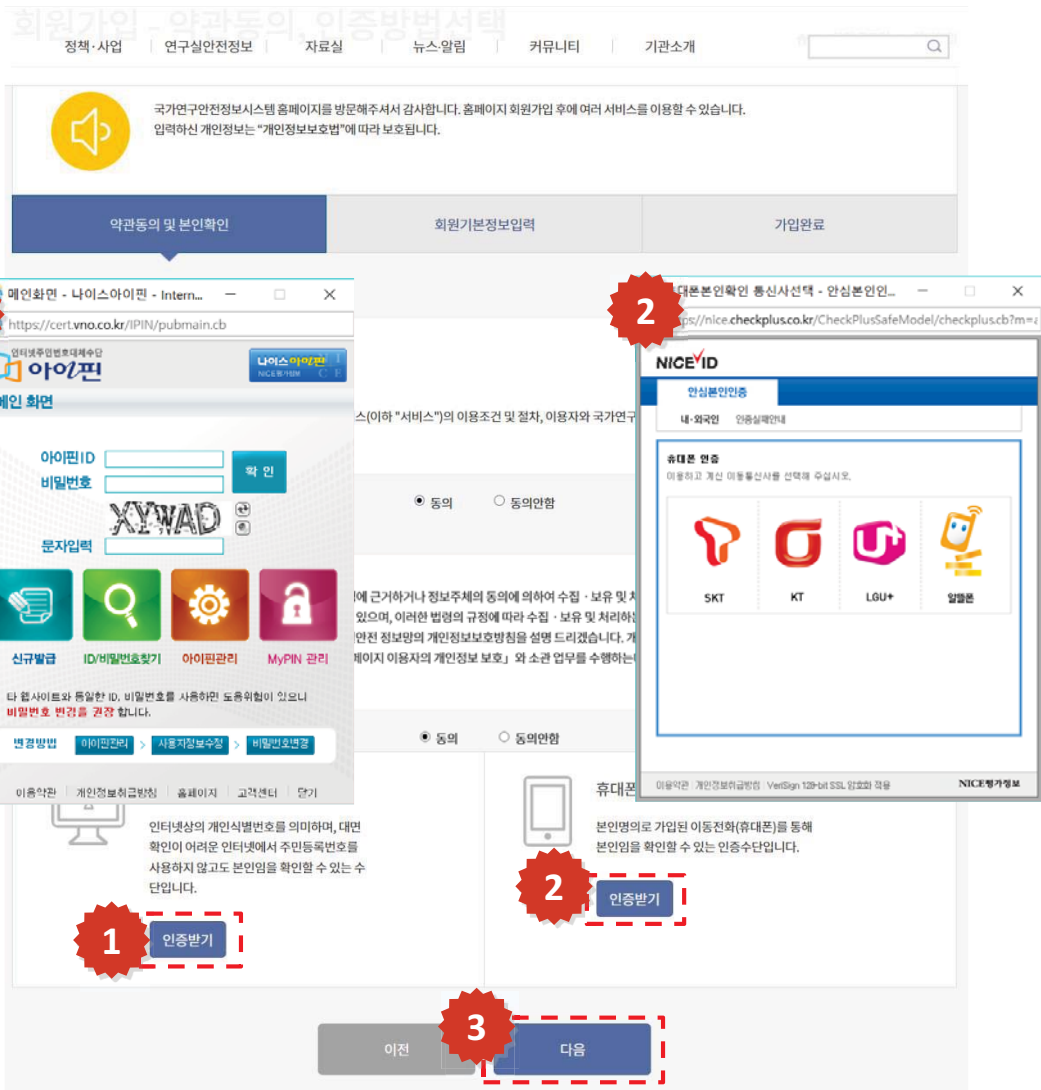 회원가입 - 약관동의, 인증방법선택
정책·사업
연구실안전정보
자료실
뉴스·알림
커뮤니티
기관소개
국가연구안전정보시스템 홈페이지를 방문해주셔서 감사합니다. 홈페이지 회원가입 후에 여러 서비스를 이용할 수 있습니다.
입력하신 개인정보는 “개인정보보호법”에 따라 보호됩니다.
약관동의 및 본인확인
회원기본정보입력
가입완료
메인화면 - 나이스아이핀 - Intern...
https://cert.vno.co.kr/IPIN/pubmain.cb
인터넷주민번호대체수단
아이핀
나이스아이핀
NICE평가정보
메인 화면
아이핀ID
비밀번호
확 인
XYWAD
문자입력
신규발급
ID/비밀번호찾기
아이핀관리
MyPIN 관리
타 웹사이트와 동일한 ID, 비밀번호를 사용하면 도용위험이 있으니
비밀번호 변경을 권장 합니다.
변경방법
아이핀관리 > 사용자정보수정 > 비밀번호변경
이용약관
개인정보취급방침
홈페이지
고객센터
닫기
2
대폰본인확인 통신사선택 - 안심본인인...
s://nice.checkplus.co.kr/CheckPlusSafeModel/checkplus.cb?m=
NICE ID
안심본인인증
내·외국인
인증실패안내
휴대폰 인증
이용하고 계신 이동통신사를 선택해 주십시오.
SKT
KT
LGU+
알뜰폰
이용약관
개인정보취급방침
VeriSign 128-bit SSL 암호화 적용
NICE평가정보
스(이하 "서비스")의 이용조건 및 절차, 이용자와 국가연구
동의
동의안함
에 근거하거나 정보주체의 동의에 의하여 수집 · 보유 및
있으며, 이러한 법령의 규정에 따라 수집 · 보유 및 처리하는
안전 정보망의 개인정보보호방침을 설명 드리겠습니다.
페이지 이용자의 개인정보 보호」와 소관 업무를 수행하는
동의
동의안함
인터넷상의 개인식별번호를 의미하며, 대면
확인이 어려운 인터넷에서 주민등록번호를
사용하지 않고도 본인임을 확인할 수 있는 수
단입니다.
1
인증받기
휴대폰
본인명의로 가입된 이동전화(휴대폰)를 통해
본인임을 확인할 수 있는 인증수단입니다.
2
인증받기
이전
3
다음